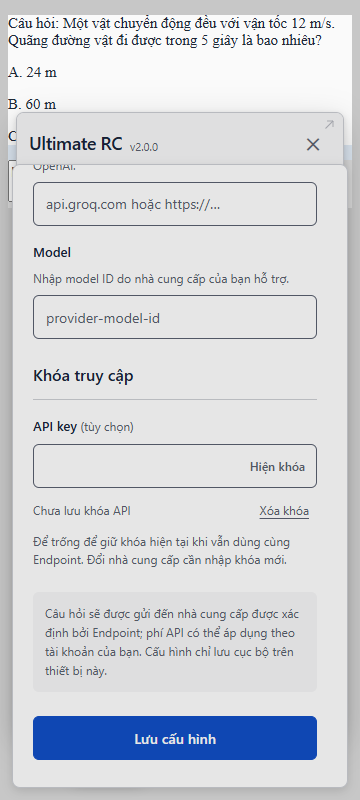 Câu hỏi: Một vật chuyển động đều với vận tốc 12 m/s.
Quãng đường vật đi được trong 5 giây là bao nhiêu?
A. 24 m
B. 60 m
Ultimate RC v2.0.0
OpenAI.
api.groq.com hoặc https://...
Model
Nhập model ID do nhà cung cấp của bạn hỗ trợ.
provider-model-id
Khóa truy cập
API key (tùy chọn)
Hiện khóa
Chưa lưu khóa API Xóa khóa
Để trống để giữ khóa hiện tại khi vẫn dùng cùng
Endpoint. Đổi nhà cung cấp cần nhập khóa mới.
Câu hỏi sẽ được gửi đến nhà cung cấp được xác
định bởi Endpoint; phí API có thể áp dụng theo
tài khoản của bạn. Cấu hình chỉ lưu cục bộ trên
thiết bị này.
Lưu cấu hình